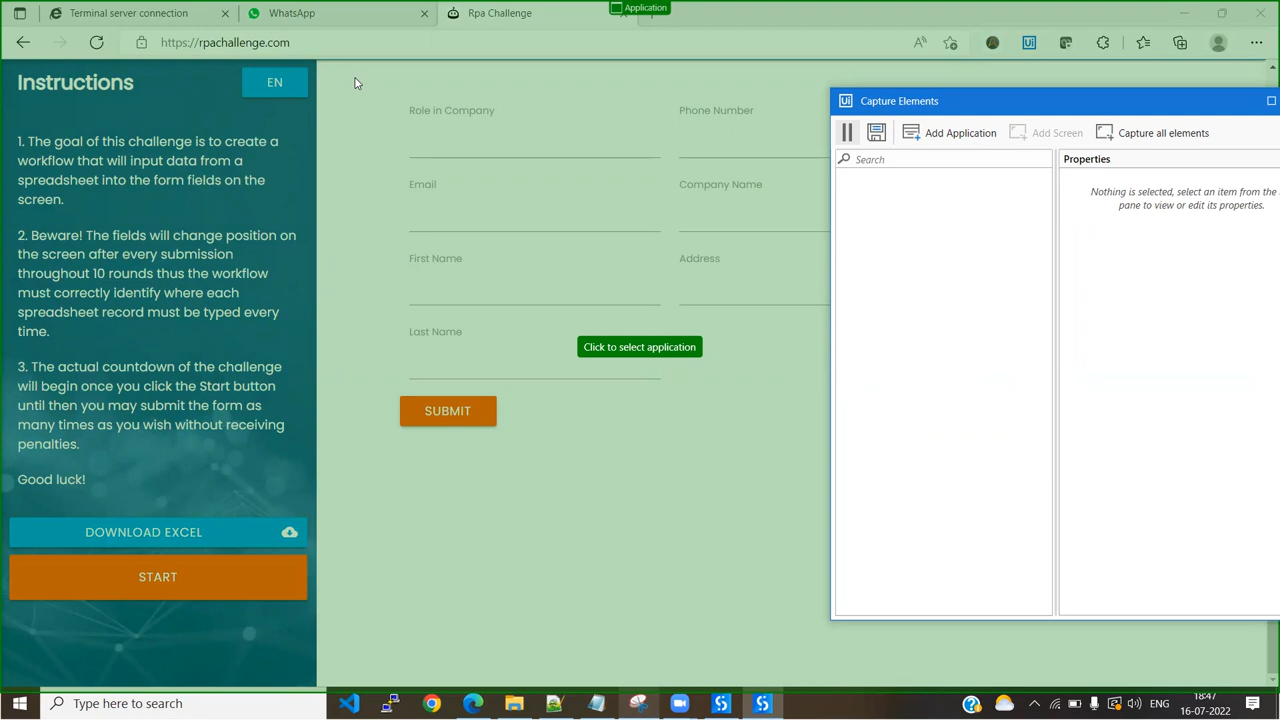 Application
Terminal server connection
WhatsApp
Rpa Challenge
https://rpachallenge.com
Instructions
EN
1. The goal of this challenge is to create a
workflow that will input data from a
spreadsheet into the form fields on the
screen.
2. Beware! The fields will change position on
the screen after every submission
throughout 10 rounds thus the workflow
must correctly identify where each
spreadsheet record must be typed every
time.
3. The actual countdown of the challenge
will begin once you click the Start button
until then you may submit the form as
many times as you wish without receiving
penalties.
Good luck!
DOWNLOAD EXCEL
START
Role in Company
Phone Number
Email
Company Name
First Name
Address
Last Name
Click to select application
SUBMIT
Ui Capture Elements
Add Application
Add Screen
Capture all elements
Search
Properties
Nothing is selected, select an item from the
pane to view or edit its properties.
Type here to search
ENG
18:47
16-07-2022